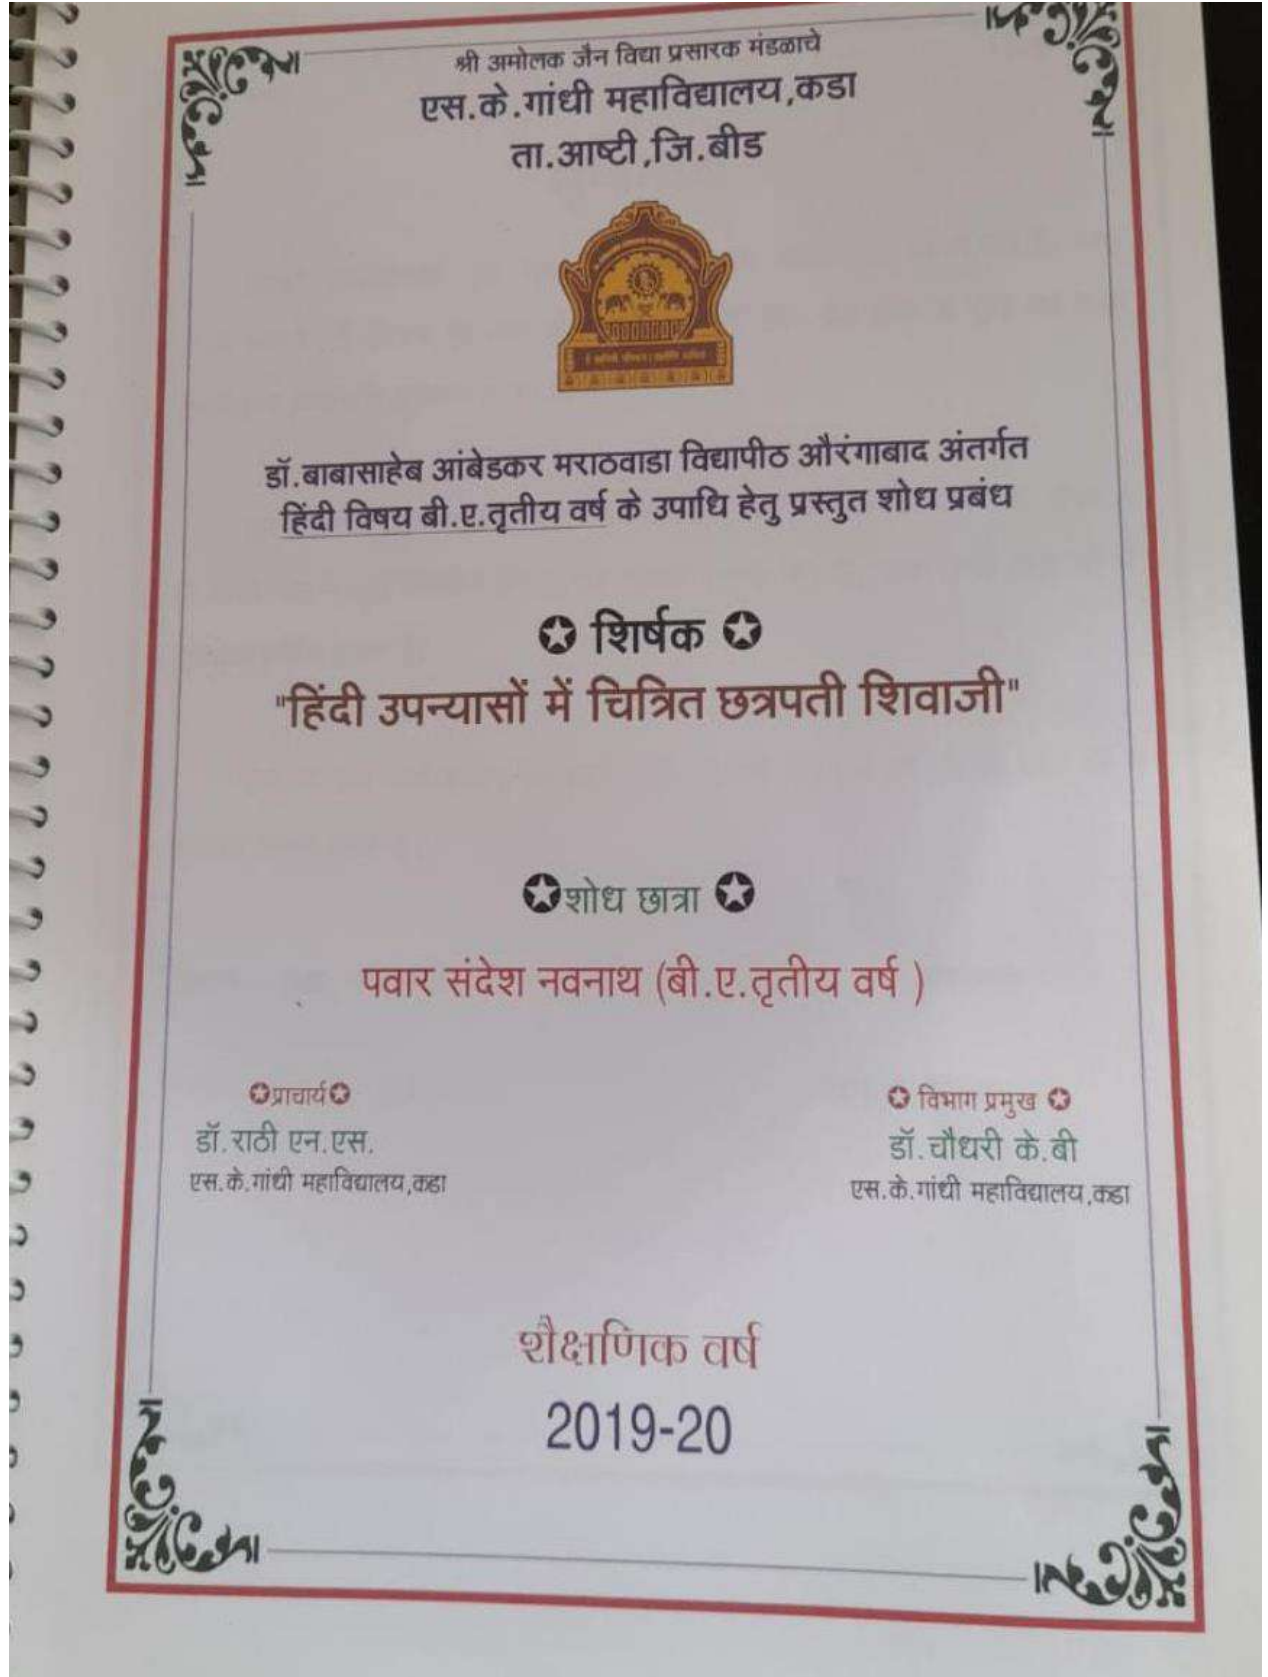 श्री अमोलक जैन विद्या प्रसारक मंडळाचे
एस.के.गांधी महाविद्यालय,कडा
ता.आष्टी,जि.बीड
डॉ.बाबासाहेब आंबेडकर मराठवाडा विद्यापीठ औरंगाबाद अंतर्गत
हिंदी विषय बी.ए.तृतीय वर्ष के उपाधि हेतु प्रस्तुत शोध प्रबंध
✪ शिर्षक ✪
"हिंदी उपन्यासों में चित्रित छत्रपती शिवाजी"
✪शोध छात्रा ✪
पवार संदेश नवनाथ (बी.ए.तृतीय वर्ष )
✪प्राचार्य✪
डॉ.राठी एन.एस.
एस.के.गांधी महाविद्यालय,कडा
✪ विभाग प्रमुख ✪
डॉ.चौधरी के.बी
एस.के.गांधी महाविद्यालय,कडा
शैक्षणिक वर्ष
2019-20